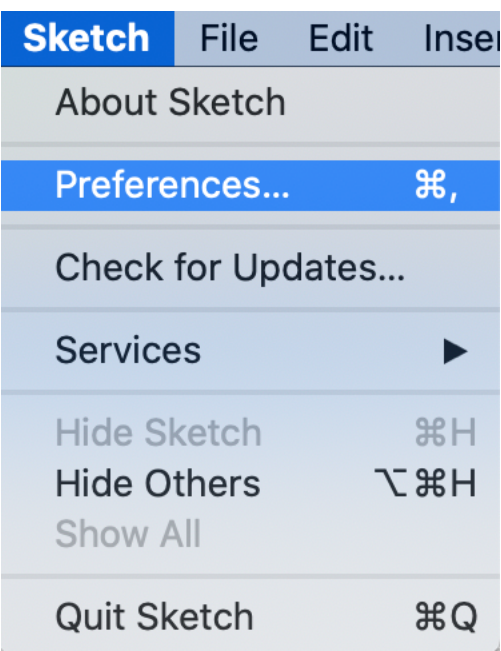 Sketch File Edit
About Sketch
Preferences... ⌘,
Check for Updates...
Services ▶
Hide Sketch ⌘H
Hide Others ⌥⌘H
Show All
Quit Sketch ⌘Q